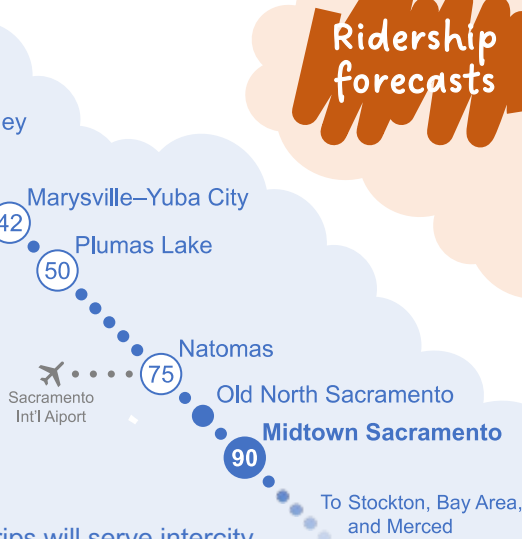 Ridership
forecasts
ey
Marysville–Yuba City
42
Plumas Lake
50
Natomas
75
Sacramento
Int'l Aiport
Old North Sacramento
Midtown Sacramento
90
To Stockton, Bay Area,
and Merced
rips will serve intercity